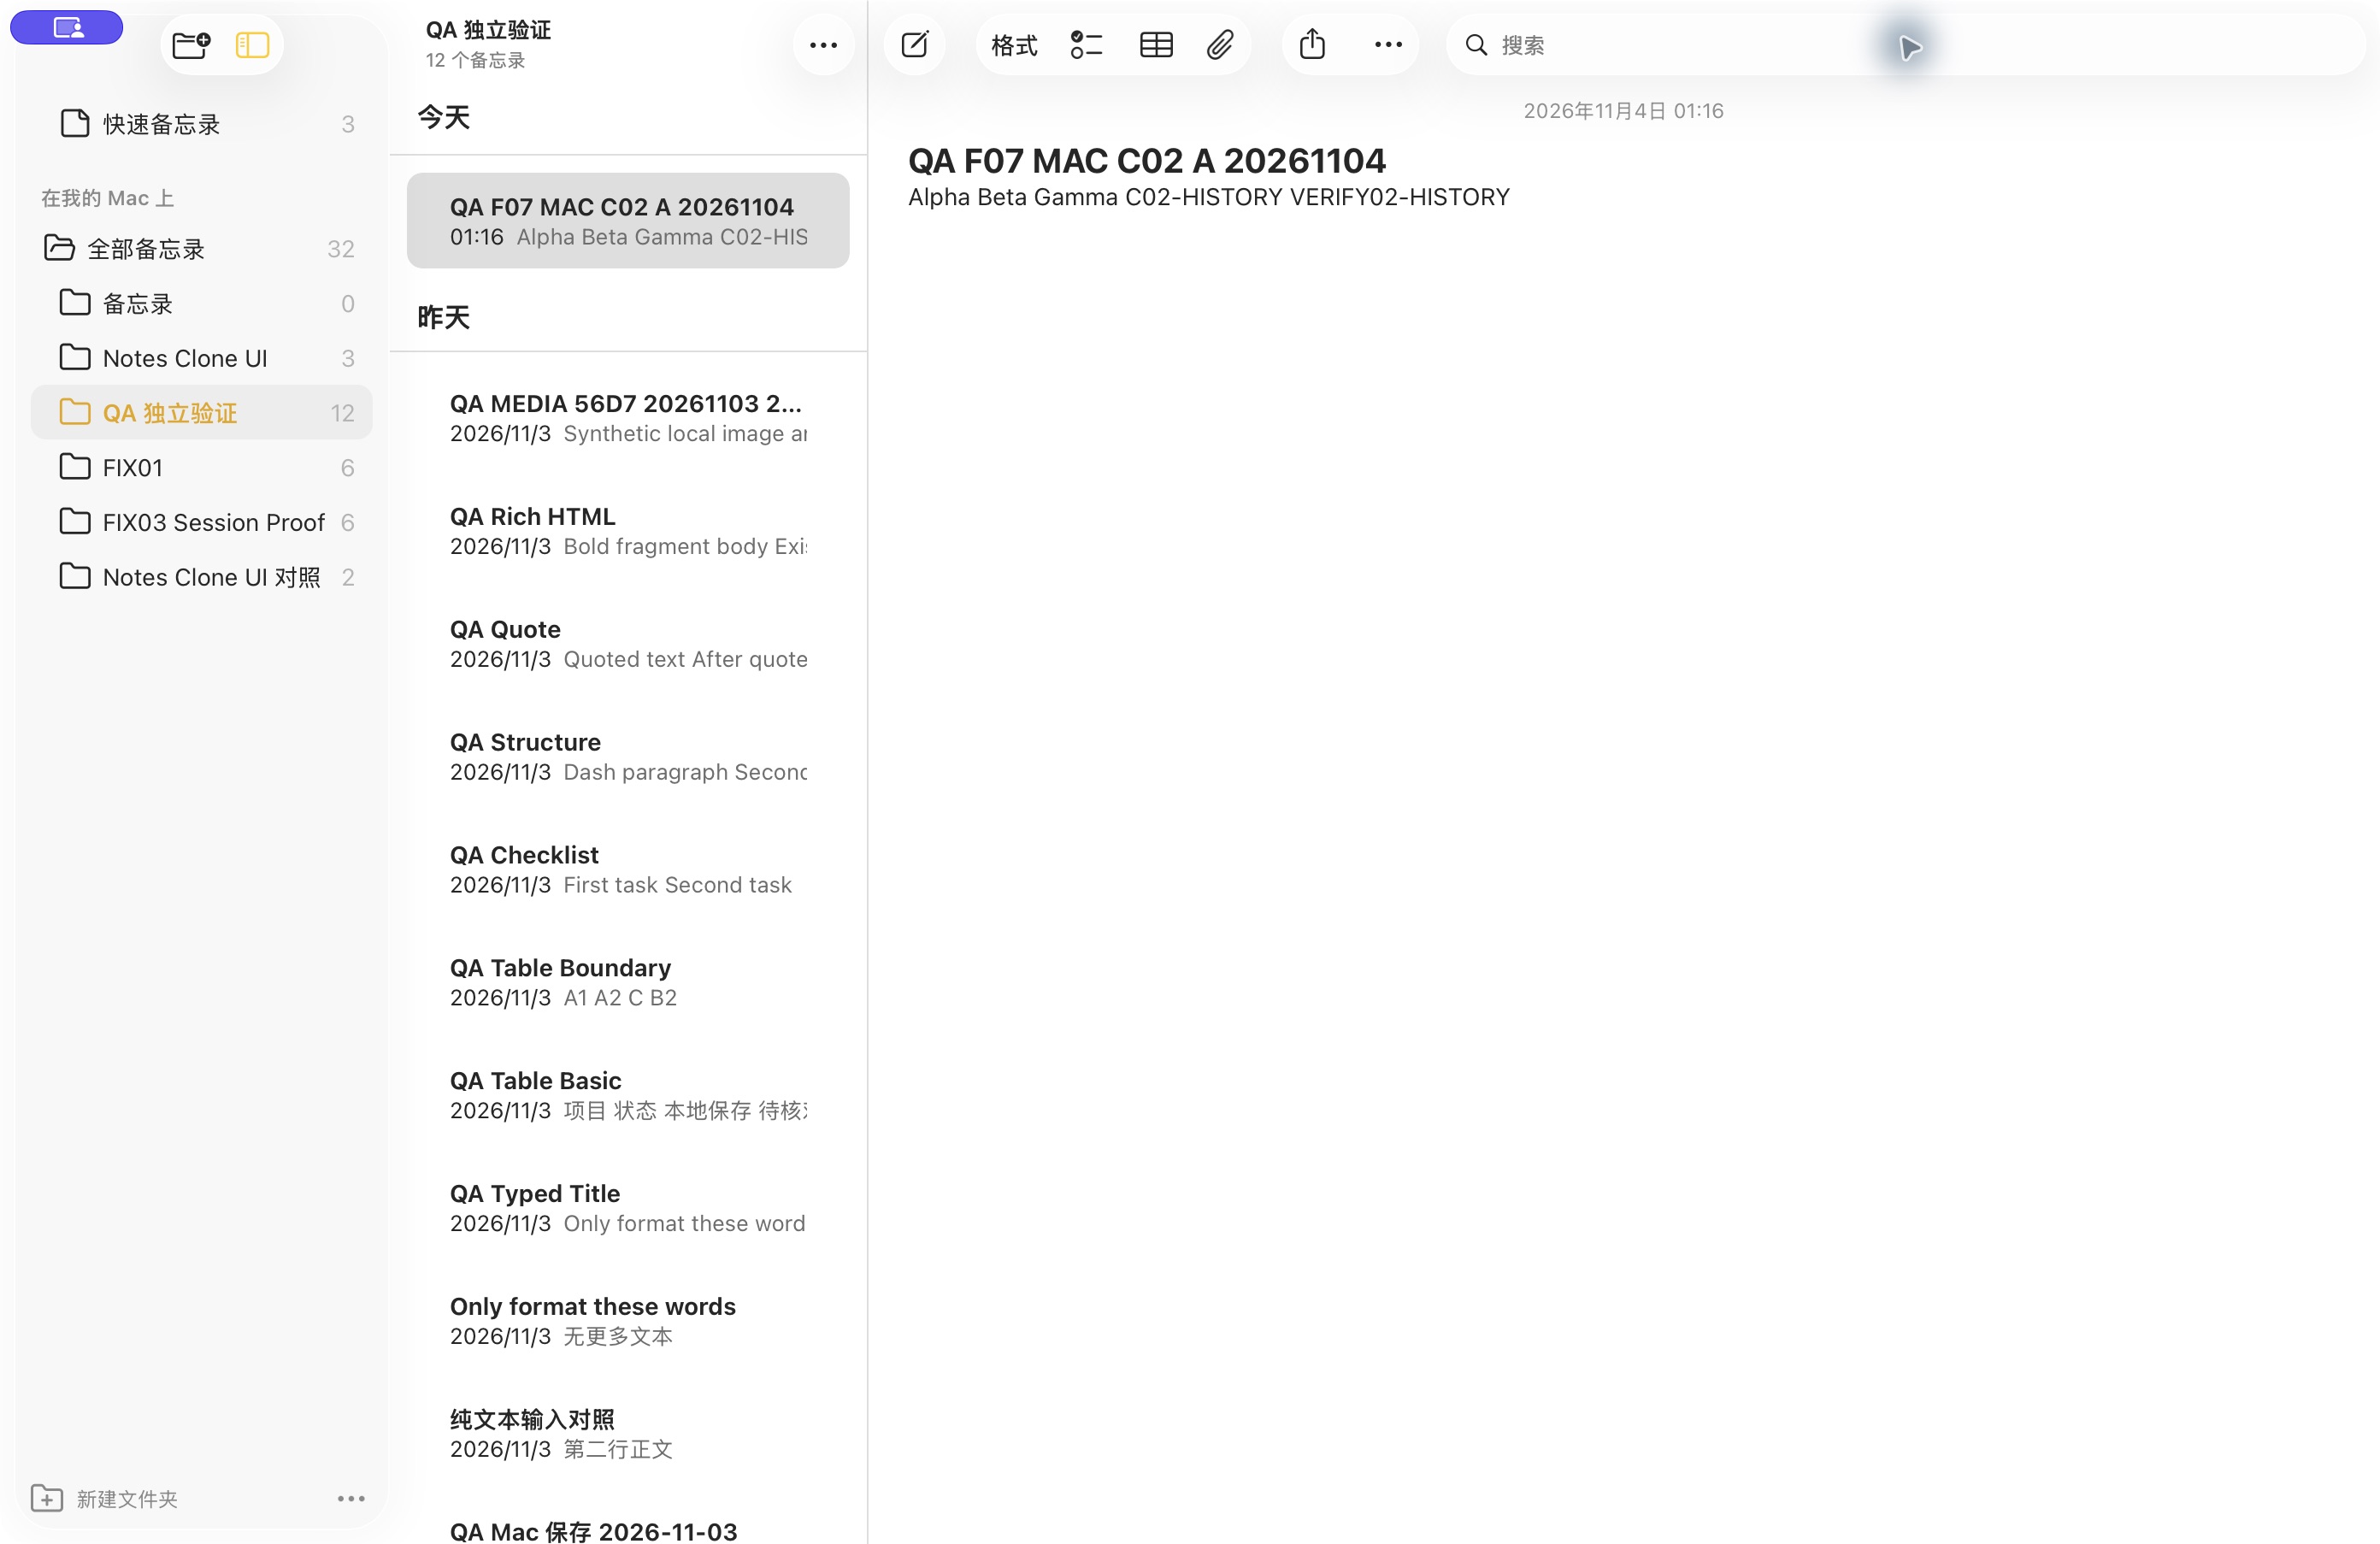 快速备忘录 3
在我的 Mac 上
全部备忘录 32
备忘录 0
Notes Clone UI 3
QA 独立验证 12
FIX01 6
FIX03 Session Proof 6
Notes Clone UI 对照 2
新建文件夹
QA 独立验证
12 个备忘录
今天
QA F07 MAC C02 A 20261104
01:16 Alpha Beta Gamma C02-HIS
昨天
QA MEDIA 56D7 20261103 2...
2026/11/3 Synthetic local image ar
QA Rich HTML
2026/11/3 Bold fragment body Exis
QA Quote
2026/11/3 Quoted text After quote
QA Structure
2026/11/3 Dash paragraph Second
QA Checklist
2026/11/3 First task Second task
QA Table Boundary
2026/11/3 A1 A2 C B2
QA Table Basic
2026/11/3 项目 状态 本地保存 待核
QA Typed Title
2026/11/3 Only format these word
Only format these words
2026/11/3 无更多文本
纯文本输入对照
2026/11/3 第二行正文
QA Mac 保存 2026-11-03
格式
搜索
2026年11月4日 01:16
QA F07 MAC C02 A 20261104
Alpha Beta Gamma C02-HISTORY VERIFY02-HISTORY